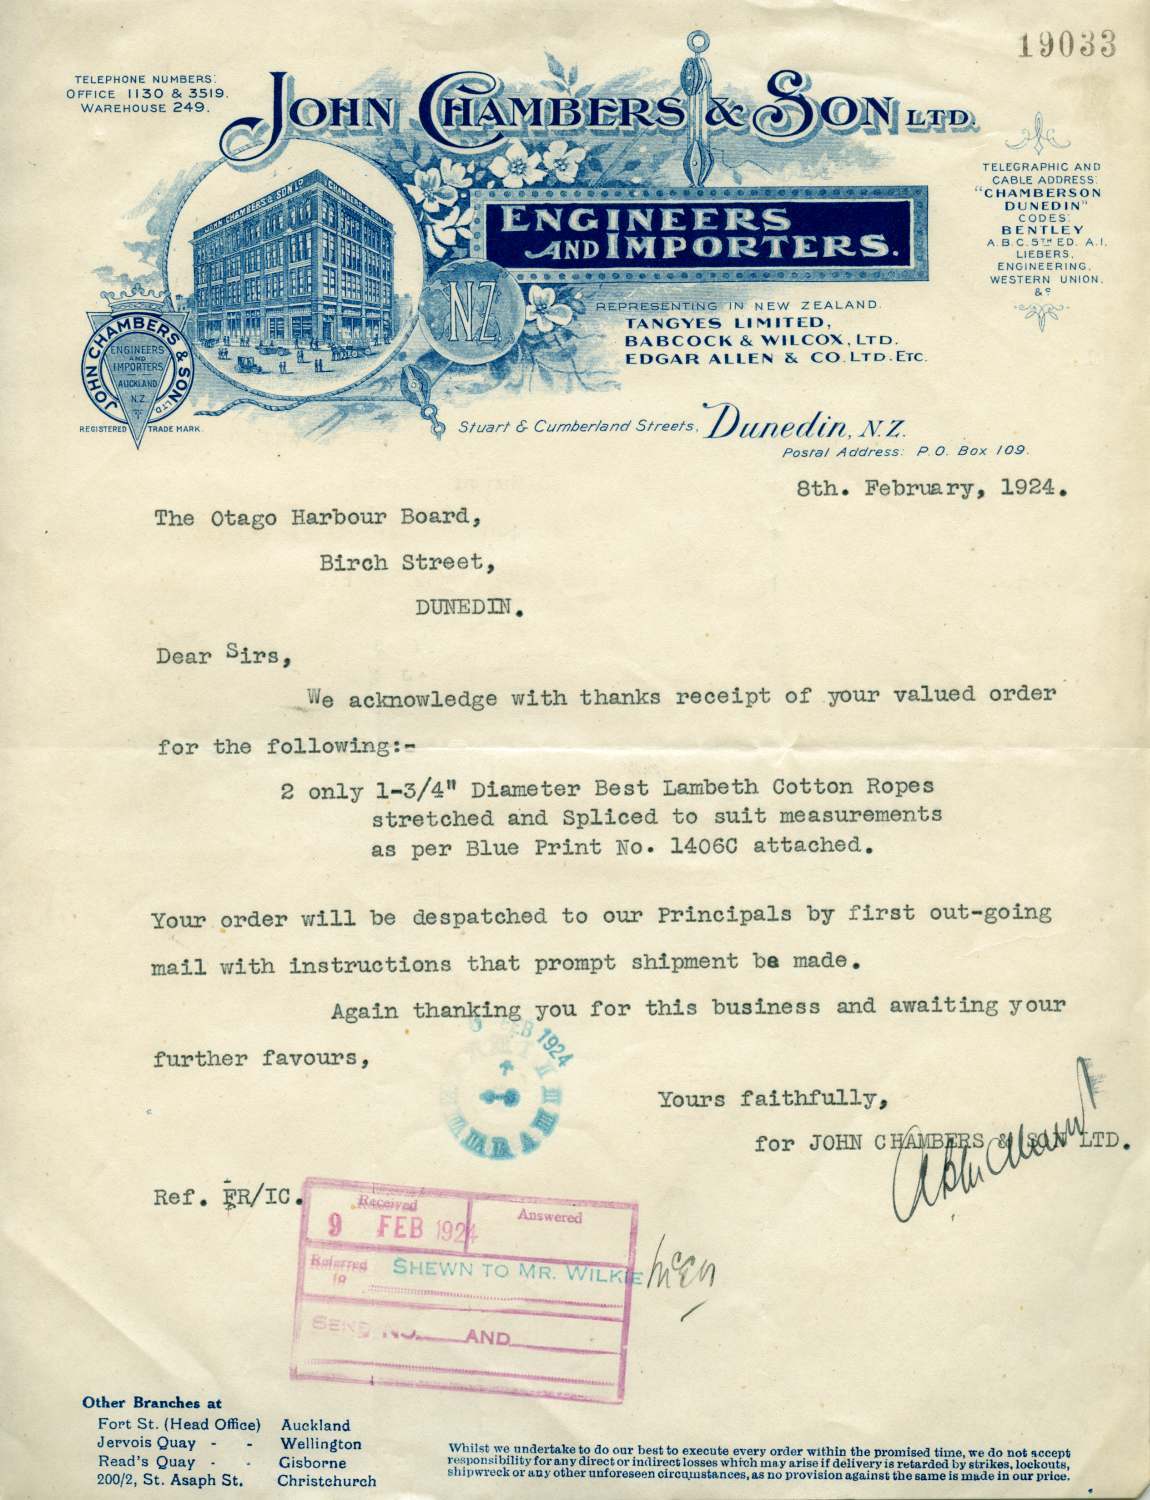 19033
TELEPHONE NUMBERS:
OFFICE 1130 & 3519.
WAREHOUSE 249.
JOHN CHAMBERS & SON LTD.
TELEGRAPHIC AND
CABLE ADDRESS
"CHAMBERSON
DUNEDIN"
CODES:
BENTLEY
A.B.C. 5TH ED. A.I.
LIEBERS.
ENGINEERING.
WESTERN UNION.
&c
JOHN CHAMBERS & SON LD
CHAMBERS &
ENGINEERS
AND IMPORTERS.
N.Z.
REPRESENTING IN NEW ZEALAND.
TANGYES LIMITED,
BABCOCK & WILCOX, LTD.
EDGAR ALLEN & CO. LTD. ETC.
JOHN CHAMBERS & SON LTD
ENGINEERS
AND
IMPORTERS
AUCKLAND
N.Z.
REGISTERED TRADE MARK.
Stuart & Cumberland Streets, Dunedin, N.Z.
Postal Address: P.O. Box 109.
8th. February, 1924.
The Otago Harbour Board,
Birch Street,
DUNEDIN.
Dear Sirs,
We acknowledge with thanks receipt of your valued order
for the following:-
2 only 1-3/4" Diameter Best Lambeth Cotton Ropes
stretched and Spliced to suit measurements
as per Blue Print No. 1406C attached.
Your order will be despatched to our Principals by first out-going
mail with instructions that prompt shipment be made.
Again thanking you for this business and awaiting your
further favours,
FEB 1924
Yours faithfully,
for JOHN CHAMBERS & SON LTD.
Ref. FR/IC.
Received
9 FEB 1924
Answered
Referred
to
SHEWN TO MR. WILKIE
SEND NO. AND
Other Branches at
Fort St. (Head Office) Auckland
Jervois Quay - - Wellington
Read's Quay - - Gisborne
200/2, St. Asaph St. Christchurch
Whilst we undertake to do our best to execute every order within the promised time, we do not accept
responsibility for any direct or indirect losses which may arise if delivery is retarded by strikes, lockouts,
shipwreck or any other unforeseen circumstances, as no provision against the same is made in our price.